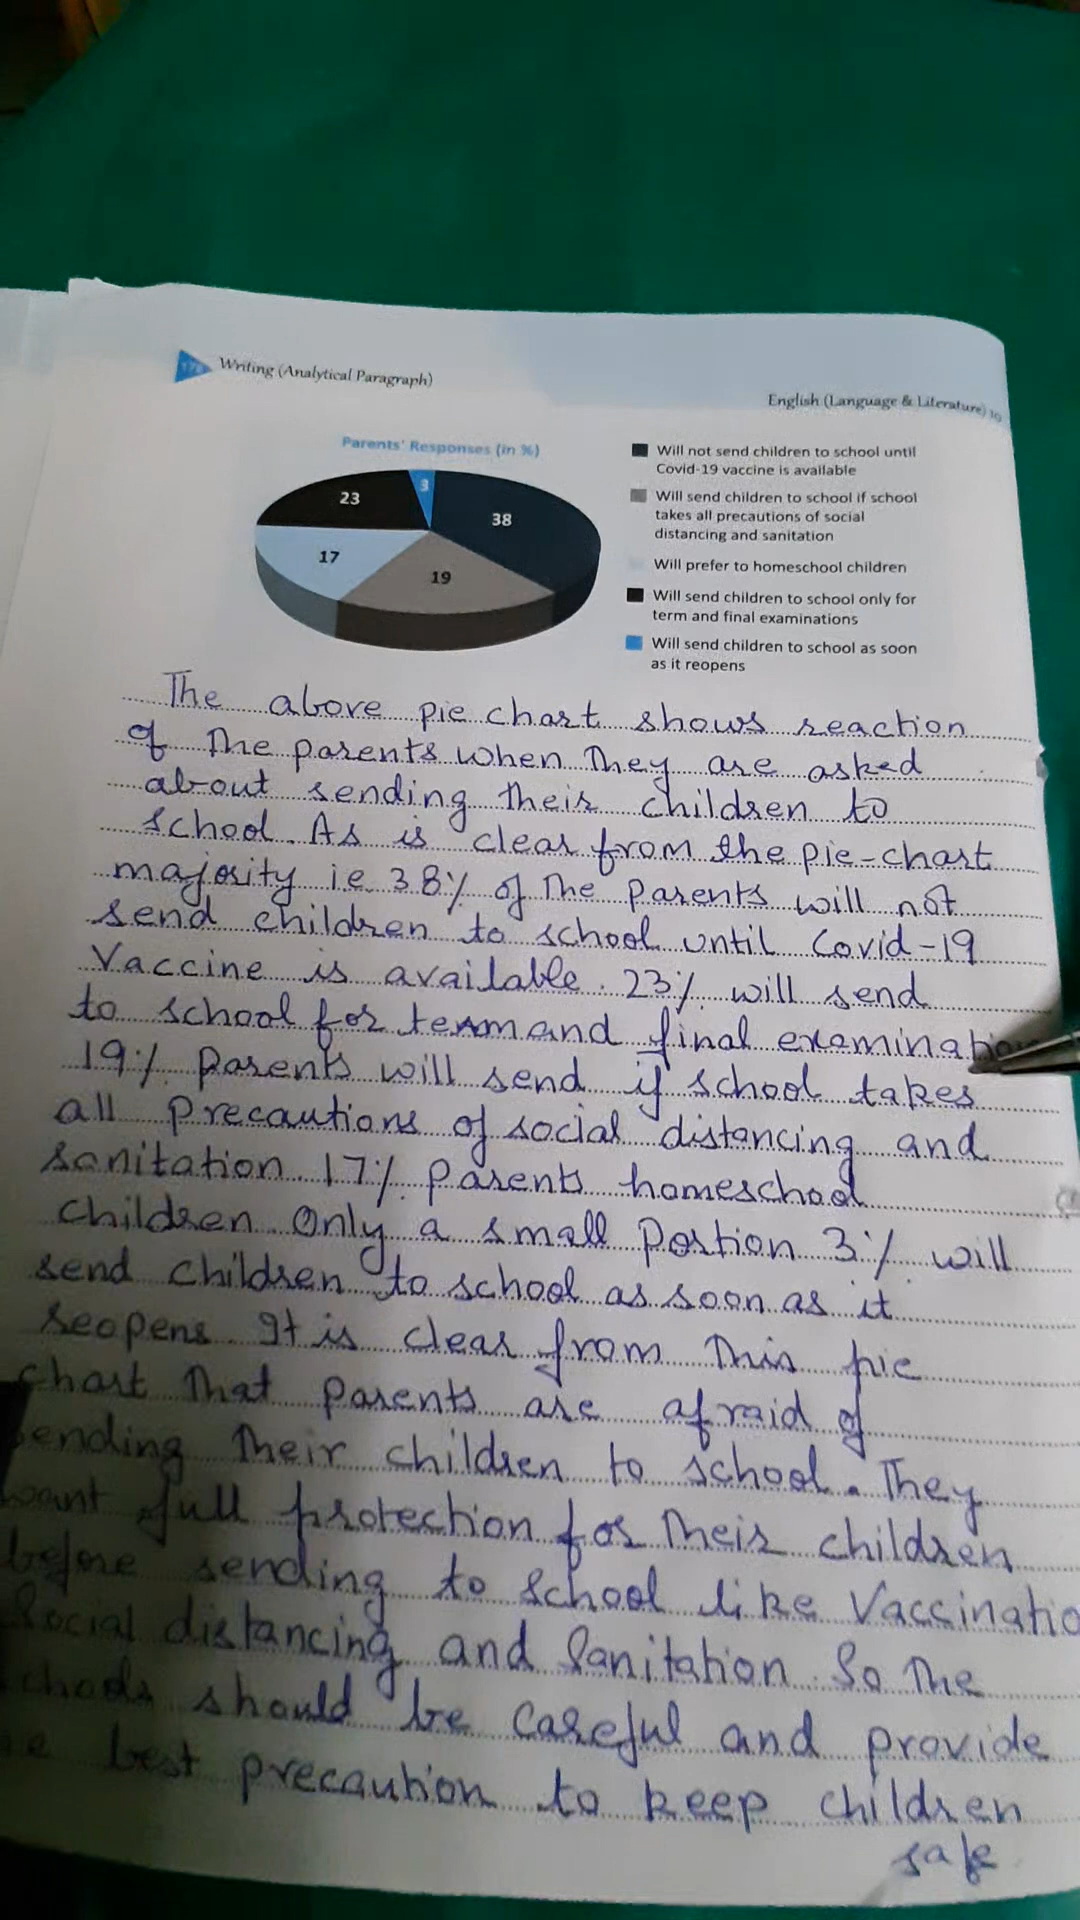 Writing (Analytical Paragraph)
English (Language & Literature)
Parents' Responses (in %)
Will not send children to school until
Covid-19 vaccine is available
Will send children to school if school
takes all precautions of social
distancing and sanitation
Will prefer to homeschool children
Will send children to school only for
term and final examinations
Will send children to school as soon
as it reopens
3
23
38
17
19
The above pie chart shows reaction
of the parents when they are asked
about sending their children to
school. As is clear from the pie-chart
majority ie. 38% of the parents will not
send children to school until Covid-19
Vaccine is available. 23% will send
to school for term and final examination
19% parents will send if school takes
all precautions of social distancing and
sanitation. 17% parents homeschool
children Only a small Portion 3% will
send children to school as soon as it
reopens. It is clear from this pie
chart that parents are afraid of
sending their children to school. They
want full protection for their children
before sending to school like Vaccinatio
Social distancing and Sanitation. So the
should be careful and provide
best precaution to keep children
safe